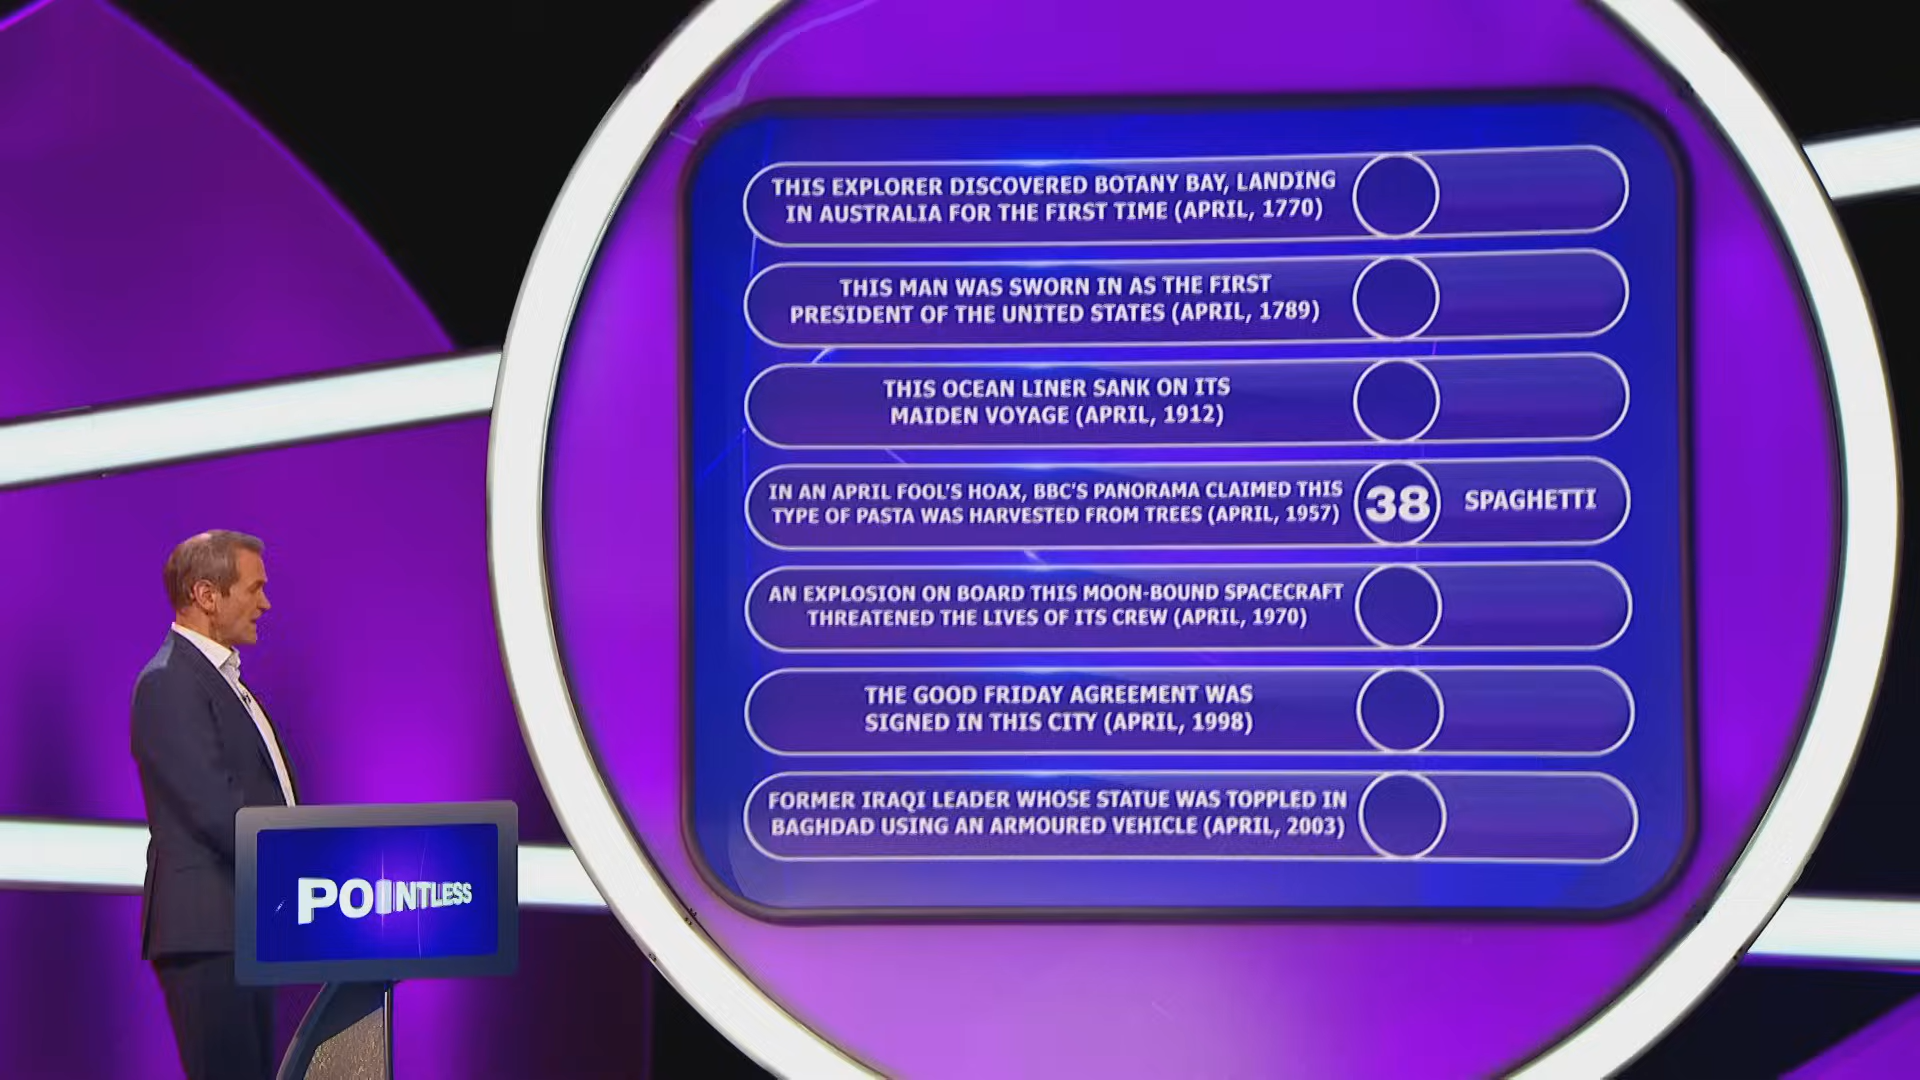 THIS EXPLORER DISCOVERED BOTANY BAY, LANDING
IN AUSTRALIA FOR THE FIRST TIME (APRIL, 1770)
THIS MAN WAS SWORN IN AS THE FIRST
PRESIDENT OF THE UNITED STATES (APRIL, 1789)
THIS OCEAN LINER SANK ON ITS
MAIDEN VOYAGE (APRIL, 1912)
IN AN APRIL FOOL'S HOAX, BBC'S PANORAMA CLAIMED THIS
TYPE OF PASTA WAS HARVESTED FROM TREES (APRIL, 1957)
38 SPAGHETTI
AN EXPLOSION ON BOARD THIS MOON-BOUND SPACECRAFT
THREATENED THE LIVES OF ITS CREW (APRIL, 1970)
THE GOOD FRIDAY AGREEMENT WAS
SIGNED IN THIS CITY (APRIL, 1998)
FORMER IRAQI LEADER WHOSE STATUE WAS TOPPLED IN
BAGHDAD USING AN ARMOURED VEHICLE (APRIL, 2003)
POINTLESS